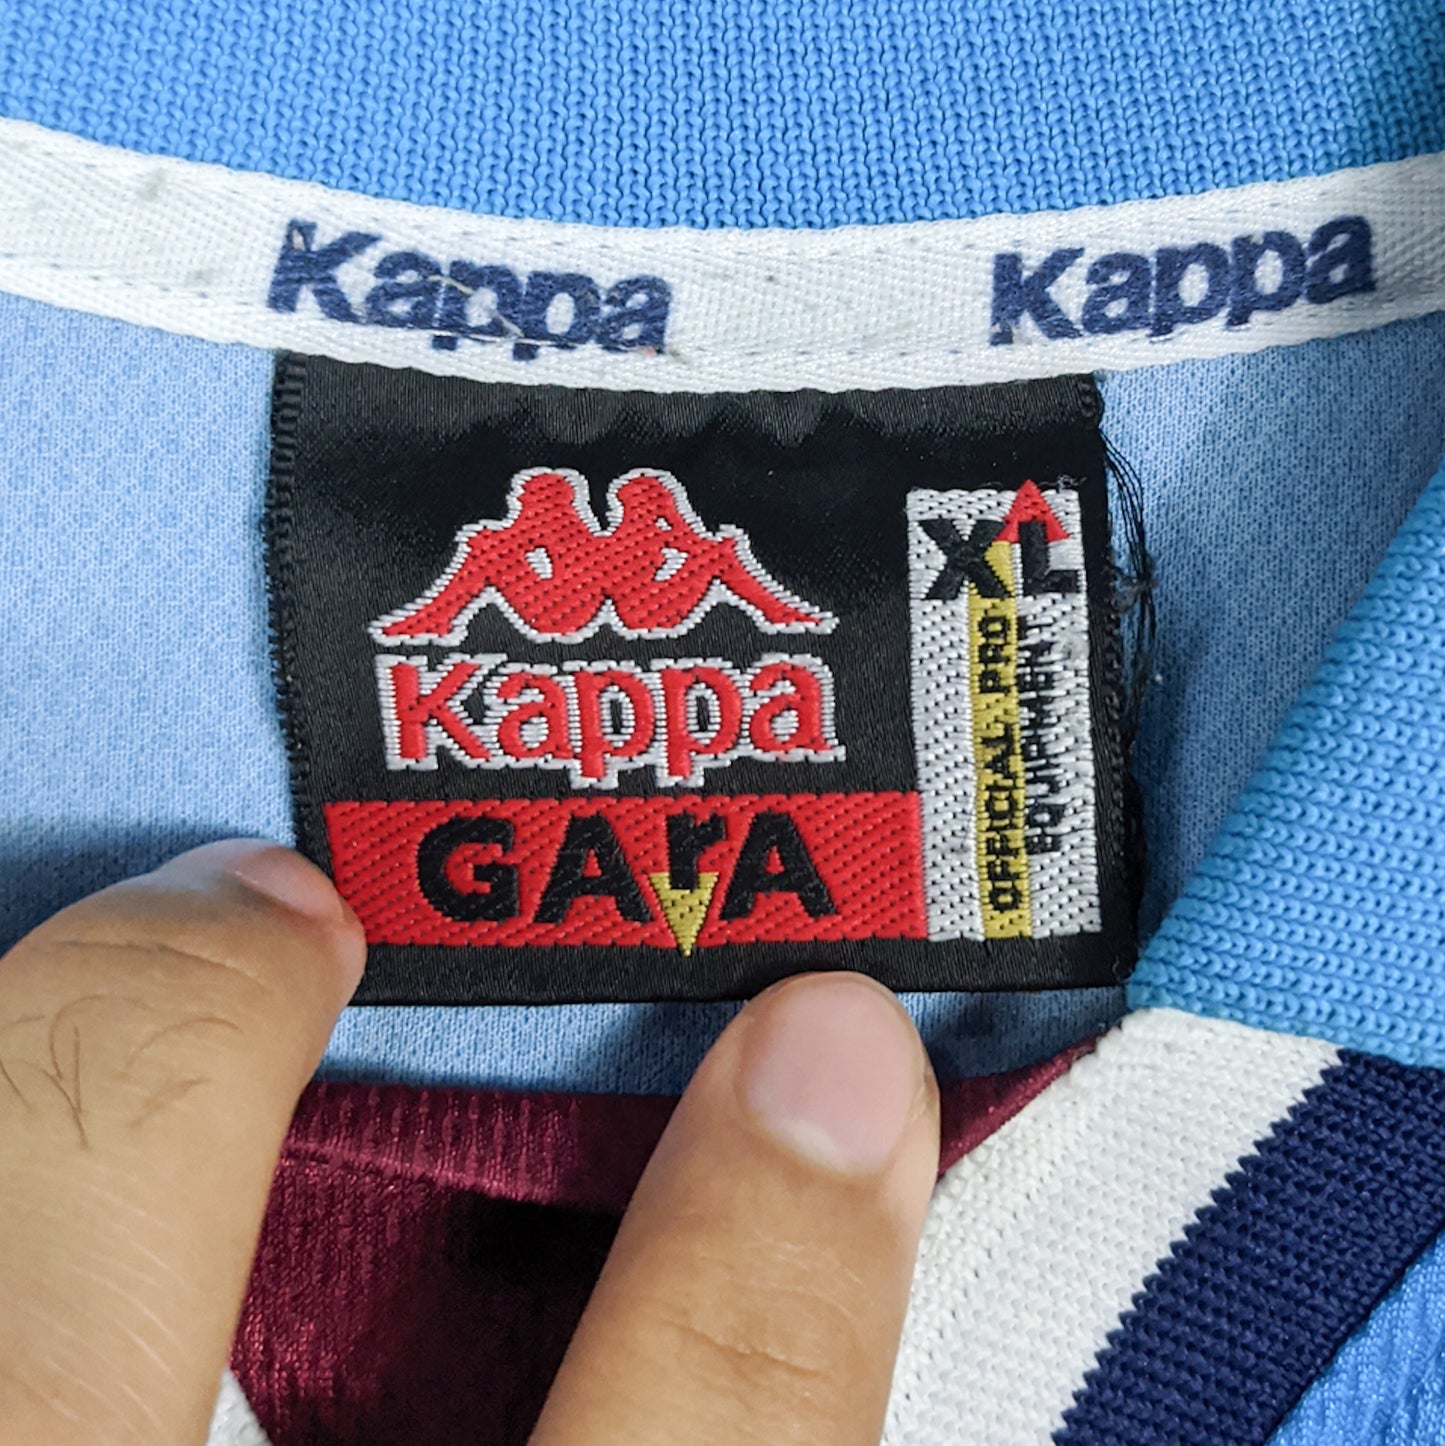 Kappa Kappa
Kappa
GArA
XL
OFFICIAL PRO
EQUIPMENT